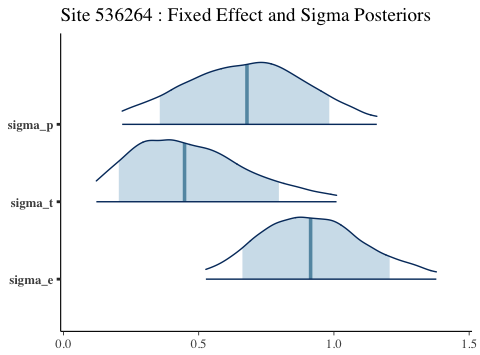 Site 536264 : Fixed Effect and Sigma Posteriors
sigma_p
sigma_t
sigma_e
0.0 0.5 1.0 1.5